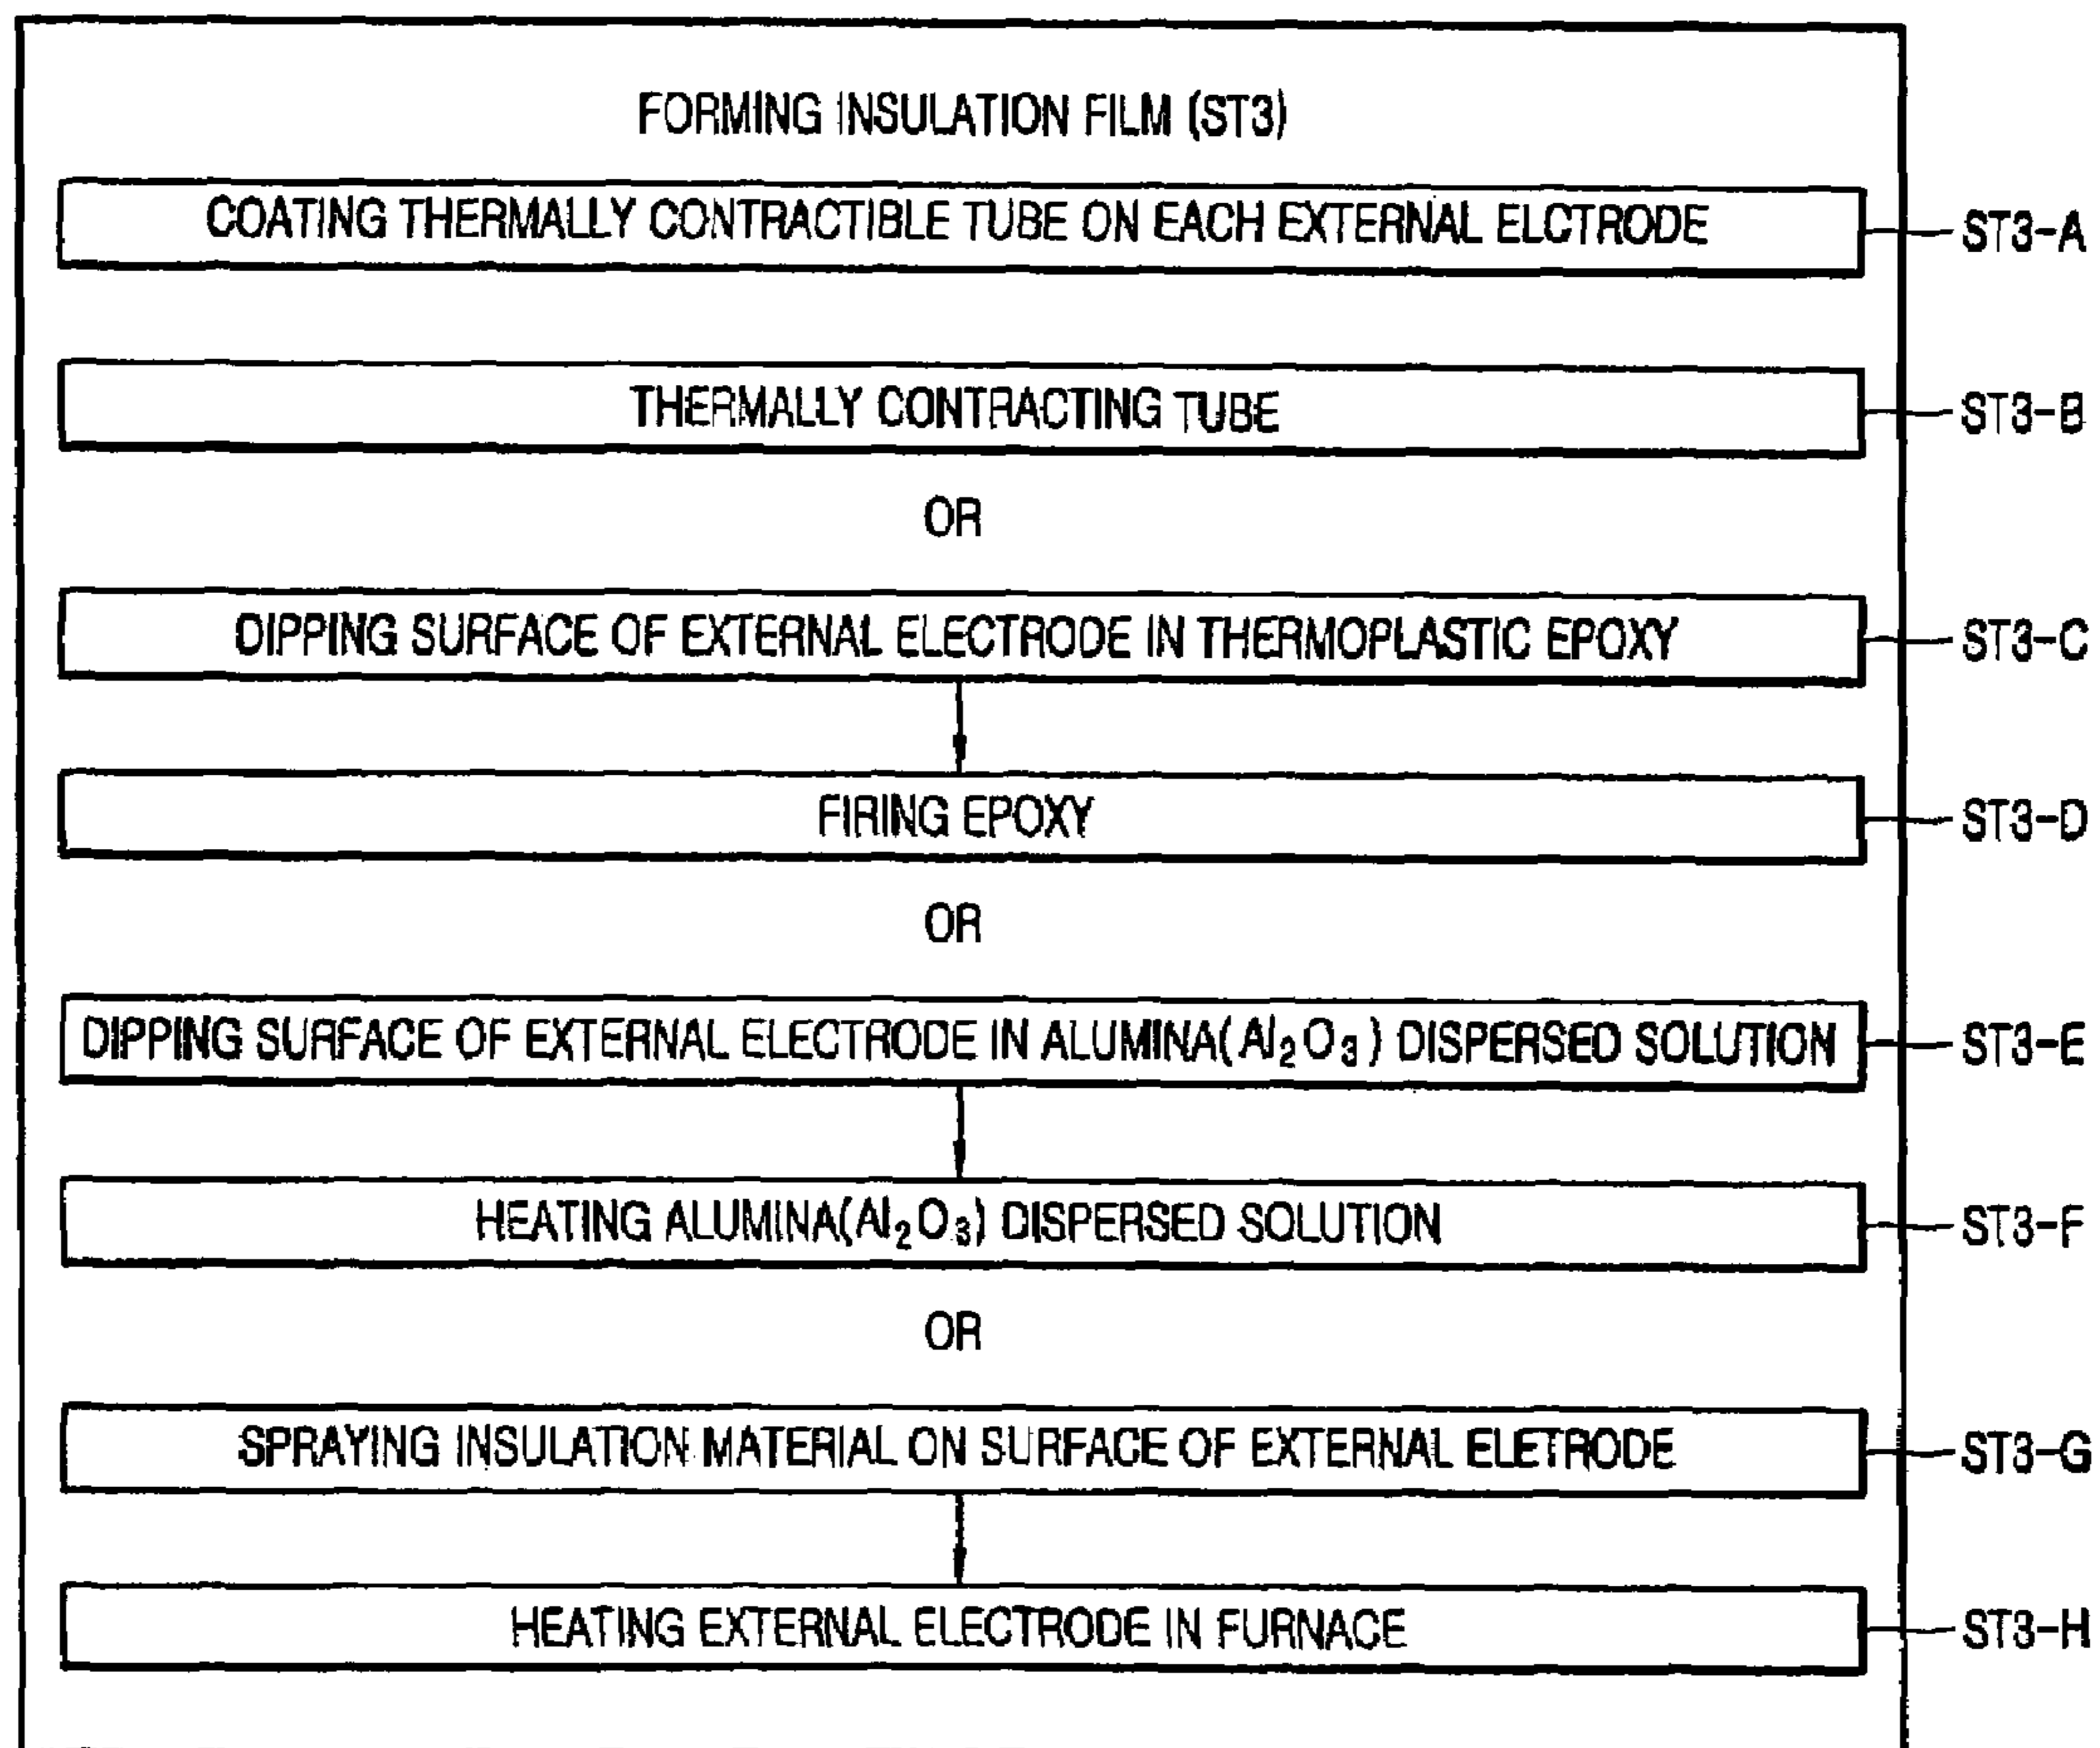 FORMING INSULATION FILM (ST3)
COATING THERMALLY CONTRACTIBLE TUBE ON EACH EXTERNAL ELCTRODE
ST3-A
THERMALLY CONTRACTING TUBE
ST3-B
OR
DIPPING SURFACE OF EXTERNAL ELECTRODE IN THERMOPLASTIC EPOXY
ST3-C
FIRING EPOXY
ST3-D
OR
DIPPING SURFACE OF EXTERNAL ELECTRODE IN ALUMINA(Al₂O₃) DISPERSED SOLUTION
ST3-E
HEATING ALUMINA(Al₂O₃) DISPERSED SOLUTION
ST3-F
OR
SPRAYING INSULATION MATERIAL ON SURFACE OF EXTERNAL ELETRODE
ST3-G
HEATING EXTERNAL ELECTRODE IN FURNACE
ST3-H